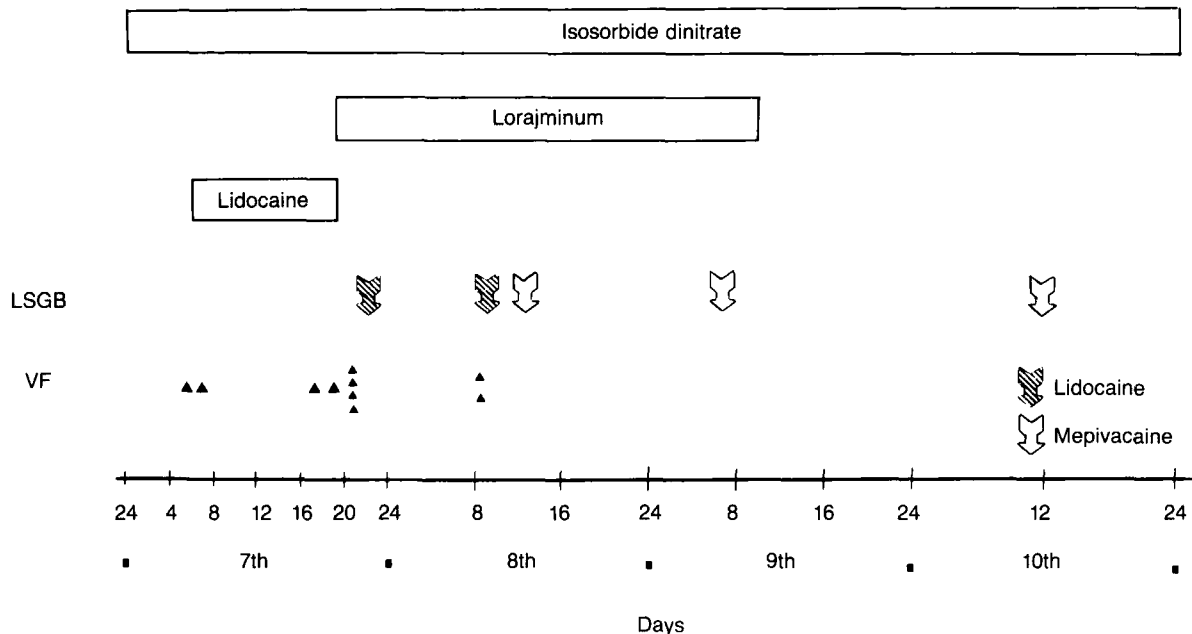 Isosorbide dinitrate
Lorajminum
Lidocaine
LSGB
VF
Lidocaine
Mepivacaine
24 4 8 12 16 20 24 8 16 24 8 16 24 12 24
7th 8th 9th 10th
Days